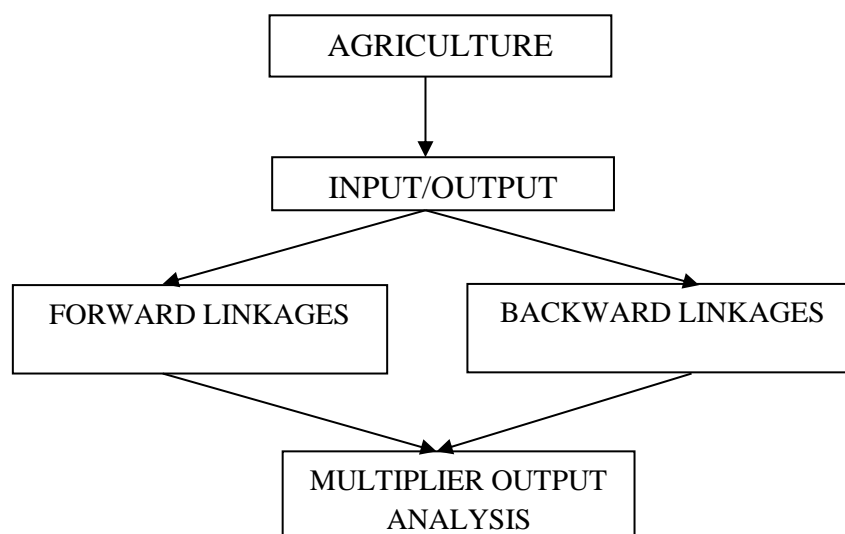 AGRICULTURE
INPUT/OUTPUT
FORWARD LINKAGES
BACKWARD LINKAGES
MULTIPLIER OUTPUT
ANALYSIS